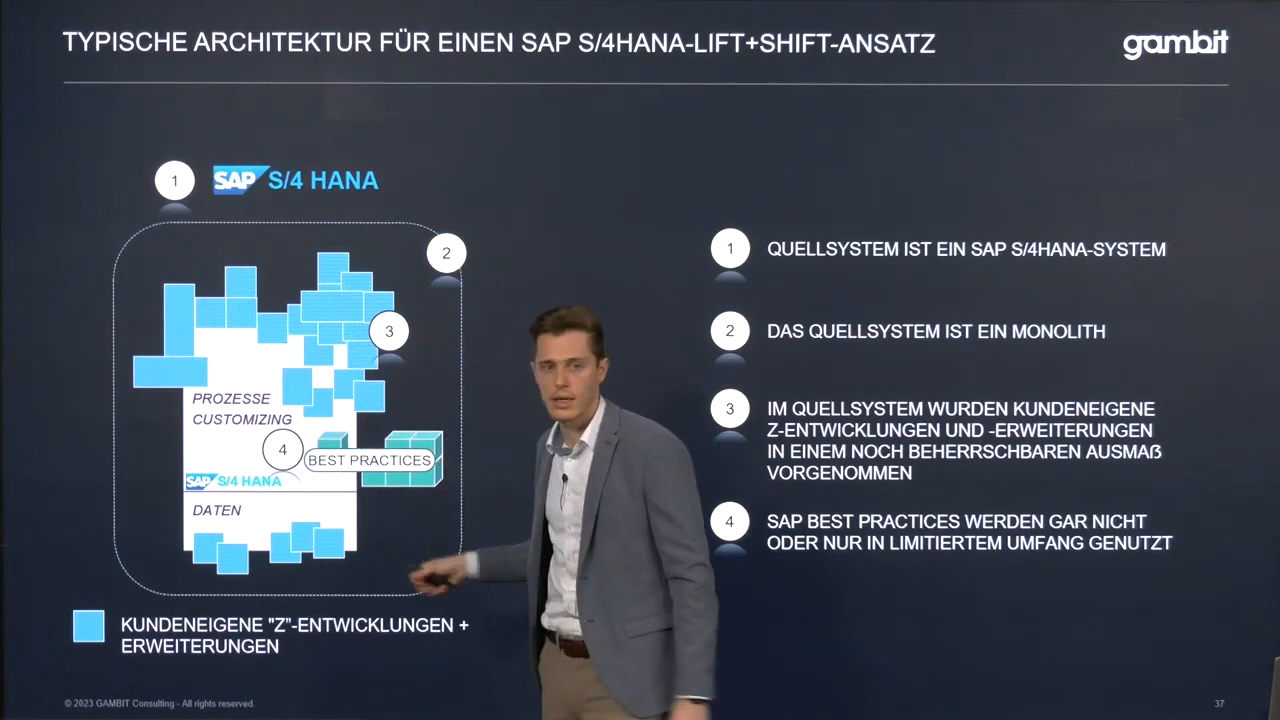 TYPISCHE ARCHITEKTUR FÜR EINEN SAP S/4HANA-LIFT+SHIFT-ANSATZ
gambit
1
SAP S/4 HANA
2
3
PROZESSE
CUSTOMIZING
4
BEST PRACTICES
SAP S/4 HANA
DATEN
KUNDENEIGENE "Z"-ENTWICKLUNGEN +
ERWEITERUNGEN
1
QUELLSYSTEM IST EIN SAP S/4HANA-SYSTEM
2
DAS QUELLSYSTEM IST EIN MONOLITH
3
IM QUELLSYSTEM WURDEN KUNDENEIGENE
Z-ENTWICKLUNGEN UND -ERWEITERUNGEN
IN EINEM NOCH BEHERRSCHBAREN AUSMAß
VORGENOMMEN
4
SAP BEST PRACTICES WERDEN GAR NICHT
ODER NUR IN LIMITIERTEM UMFANG GENUTZT
© 2023 GAMBIT Consulting - All rights reserved.
37